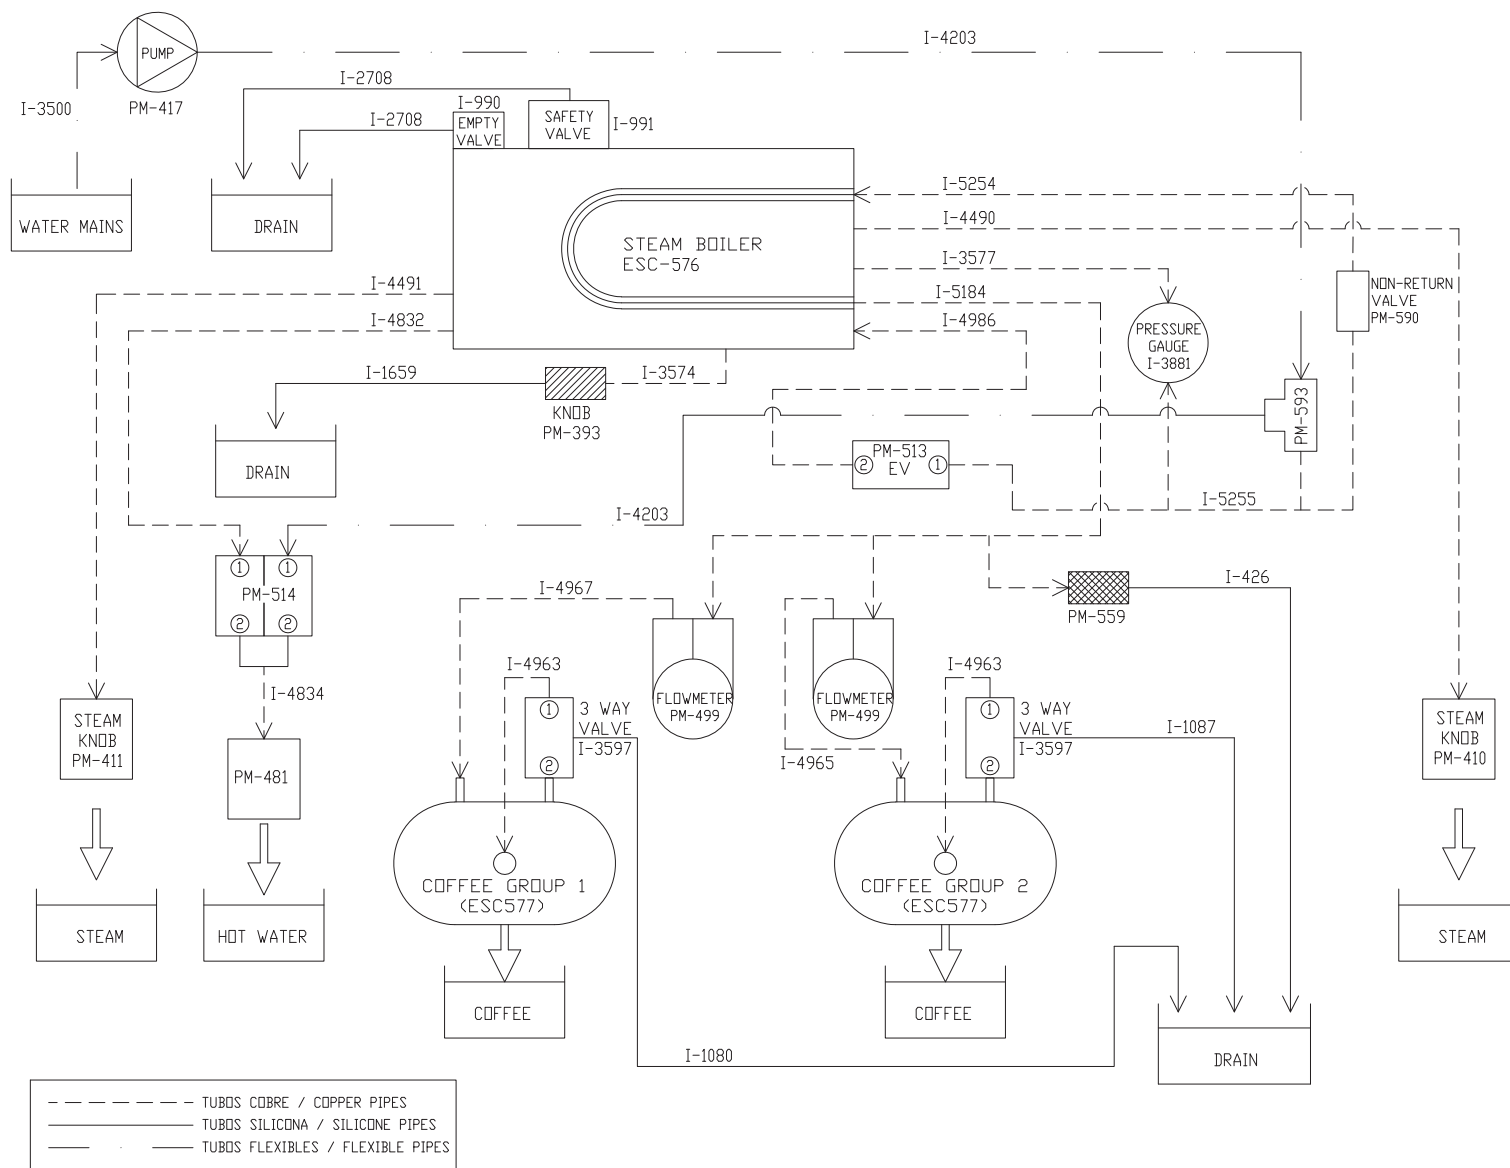 I-4203
PUMP
I-3500
PM-417
I-2708
I-990
I-2708
EMPTY
VALVE
SAFETY
VALVE
I-991
WATER MAINS
DRAIN
STEAM BOILER
ESC-576
I-5254
I-4490
I-3577
I-5184
I-4986
I-4491
I-4832
NON-RETURN
VALVE
PM-590
PRESSURE
GAUGE
I-3881
I-1659
I-3574
KNOB
PM-393
PM-593
DRAIN
PM-513
EV
2
1
I-5255
I-4203
1
1
PM-514
2
2
I-4967
I-426
PM-559
I-4834
I-4963
I-4963
FLOWMETER
PM-499
FLOWMETER
PM-499
1
2
3 WAY
VALVE
I-3597
1
2
3 WAY
VALVE
I-3597
I-1087
I-4965
STEAM
KNOB
PM-411
PM-481
STEAM
KNOB
PM-410
COFFEE GROUP 1
(ESC577)
COFFEE GROUP 2
(ESC577)
STEAM
HOT WATER
STEAM
COFFEE
COFFEE
I-1080
DRAIN
TUBOS COBRE / COPPER PIPES
TUBOS SILICONA / SILICONE PIPES
TUBOS FLEXIBLES / FLEXIBLE PIPES